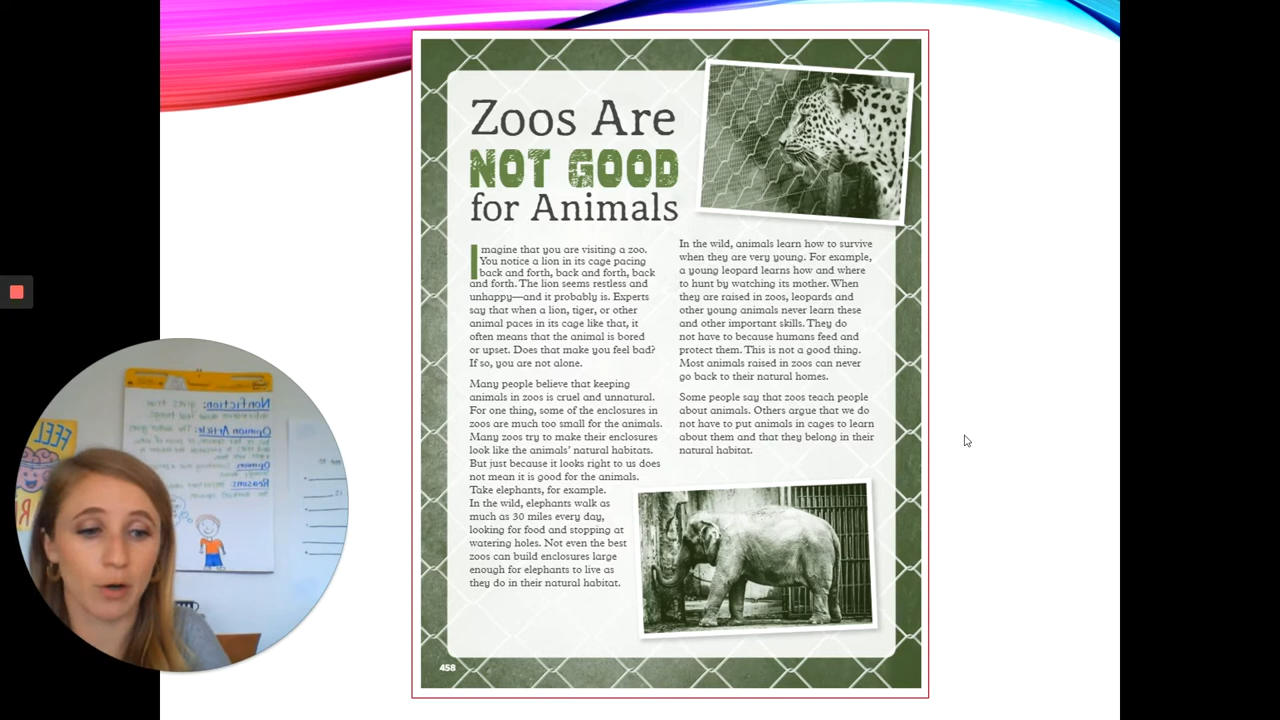 Zoos Are
NOT GOOD
for Animals
Imagine that you are visiting a zoo.
You notice a lion in its cage pacing
back and forth, back and forth, back
and forth. The lion seems restless and
unhappy—and it probably is. Experts
say that when a lion, tiger, or other
animal paces in its cage like that, it
often means that the animal is bored
or upset. Does that make you feel bad?
If so, you are not alone.
Many people believe that keeping
animals in zoos is cruel and unnatural.
For one thing, some of the enclosures in
zoos are much too small for the animals.
Many zoos try to make their enclosures
look like the animals’ natural habitats.
But just because it looks right to us does
not mean it is good for the animals.
Take elephants, for example.
In the wild, elephants walk as
much as 30 miles every day,
looking for food and stopping at
watering holes. Not even the best
zoos can build enclosures large
enough for elephants to live as
they do in their natural habitat.
In the wild, animals learn how to survive
when they are very young. For example,
a young leopard learns how and where
to hunt by watching its mother. When
they are raised in zoos, leopards and
other young animals never learn these
and other important skills. They do
not have to because humans feed and
protect them. This is not a good thing.
Most animals raised in zoos can never
go back to their natural homes.
Some people say that zoos teach people
about animals. Others argue that we do
not have to put animals in cages to learn
about them and that they belong in their
natural habitat.
458
FEEL
Nonfiction: gives true
Opinion Article: The author gives
Opinion:
Reasons: